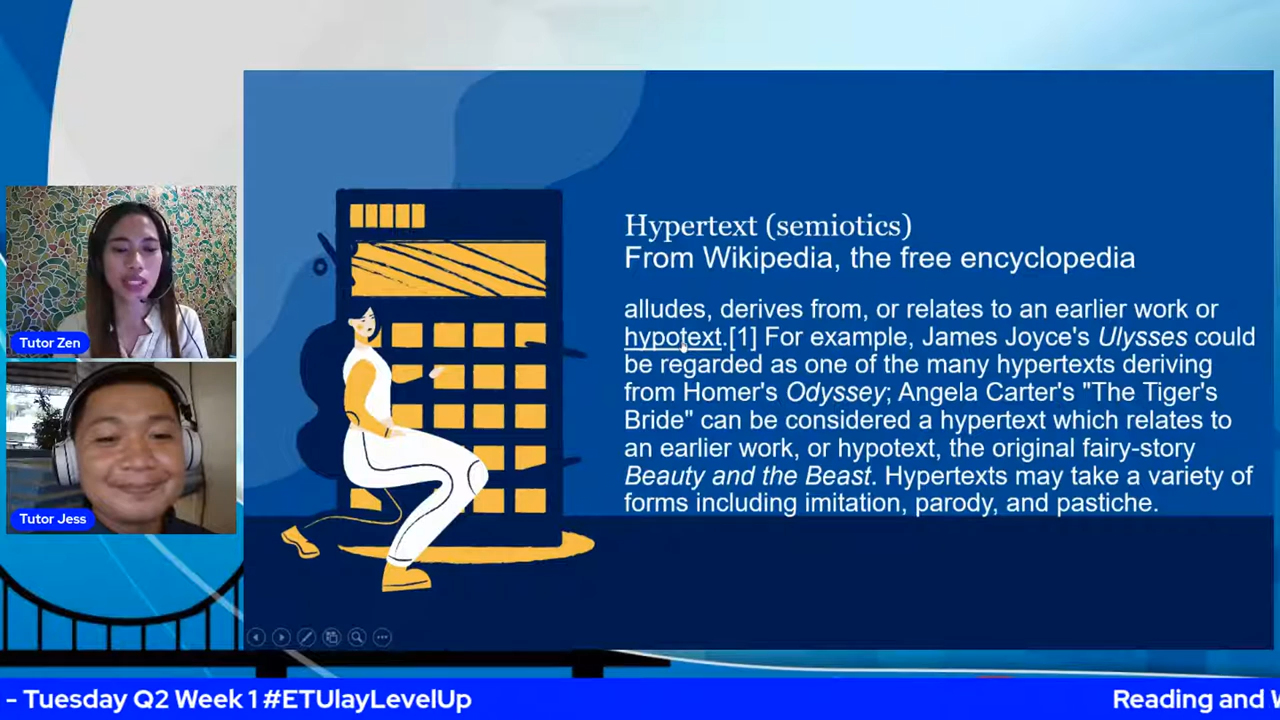 Hypertext (semiotics)
From Wikipedia, the free encyclopedia
alludes, derives from, or relates to an earlier work or
hypotext.[1] For example, James Joyce's Ulysses could
be regarded as one of the many hypertexts deriving
from Homer's Odyssey; Angela Carter's "The Tiger's
Bride" can be considered a hypertext which relates to
an earlier work, or hypotext, the original fairy-story
Beauty and the Beast. Hypertexts may take a variety of
forms including imitation, parody, and pastiche.
Tutor Zen
Tutor Jess
- Tuesday Q2 Week 1 #ETUlayLevelUp
Reading and